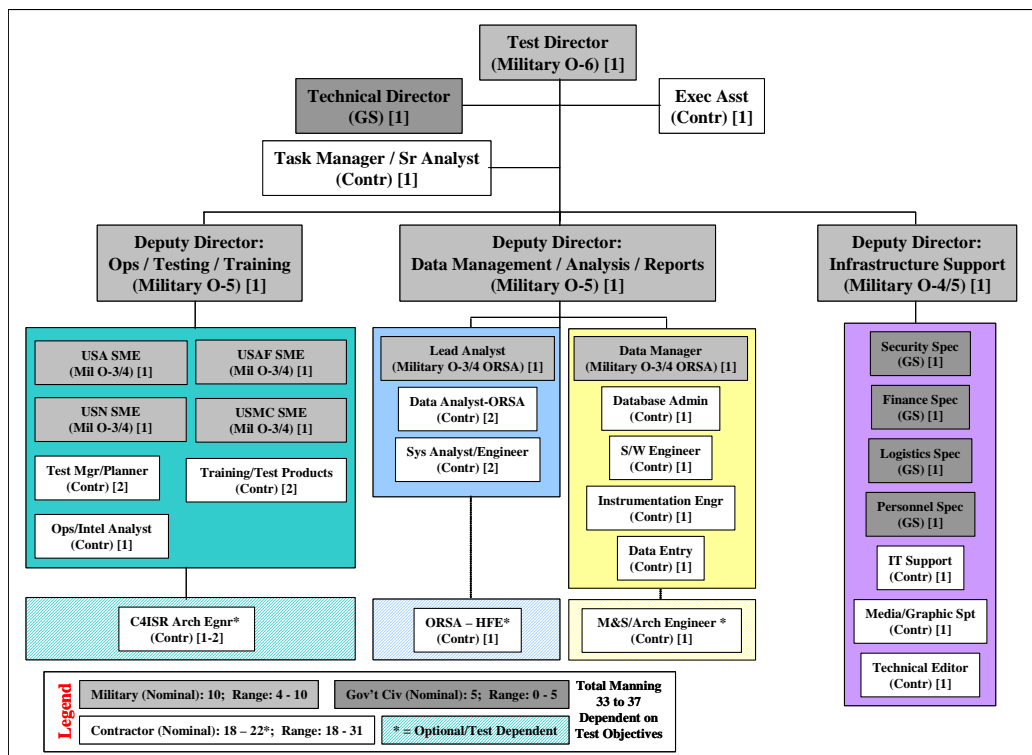 Test Director
(Military O-6) [1]
Technical Director
(GS) [1]
Exec Asst
(Contr) [1]
Task Manager / Sr Analyst
(Contr) [1]
Deputy Director:
Ops / Testing / Training
(Military O-5) [1]
Deputy Director:
Data Management / Analysis / Reports
(Military O-5) [1]
Deputy Director:
Infrastructure Support
(Military O-4/5) [1]
USA SME
(Mil O-3/4) [1]
USAF SME
(Mil O-3/4) [1]
USN SME
(Mil O-3/4) [1]
USMC SME
(Mil O-3/4) [1]
Test Mgr/Planner
(Contr) [2]
Training/Test Products
(Contr) [2]
Ops/Intel Analyst
(Contr) [1]
C4ISR Arch Egnr*
(Contr) [1-2]
Lead Analyst
(Military O-3/4 ORSA) [1]
Data Analyst-ORSA
(Contr) [2]
Sys Analyst/Engineer
(Contr) [2]
ORSA – HFE*
(Contr) [1]
Data Manager
(Military O-3/4 ORSA) [1]
Database Admin
(Contr) [1]
S/W Engineer
(Contr) [1]
Instrumentation Engr
(Contr) [1]
Data Entry
(Contr) [1]
M&S/Arch Engineer *
(Contr) [1]
Security Spec
(GS) [1]
Finance Spec
(GS) [1]
Logistics Spec
(GS) [1]
Personnel Spec
(GS) [1]
IT Support
(Contr) [1]
Media/Graphic Spt
(Contr) [1]
Technical Editor
(Contr) [1]
Legend
Military (Nominal): 10; Range: 4 - 10
Gov't Civ (Nominal): 5; Range: 0 - 5
Contractor (Nominal): 18 – 22*; Range: 18 - 31
* = Optional/Test Dependent
Total Manning
33 to 37
Dependent on
Test Objectives